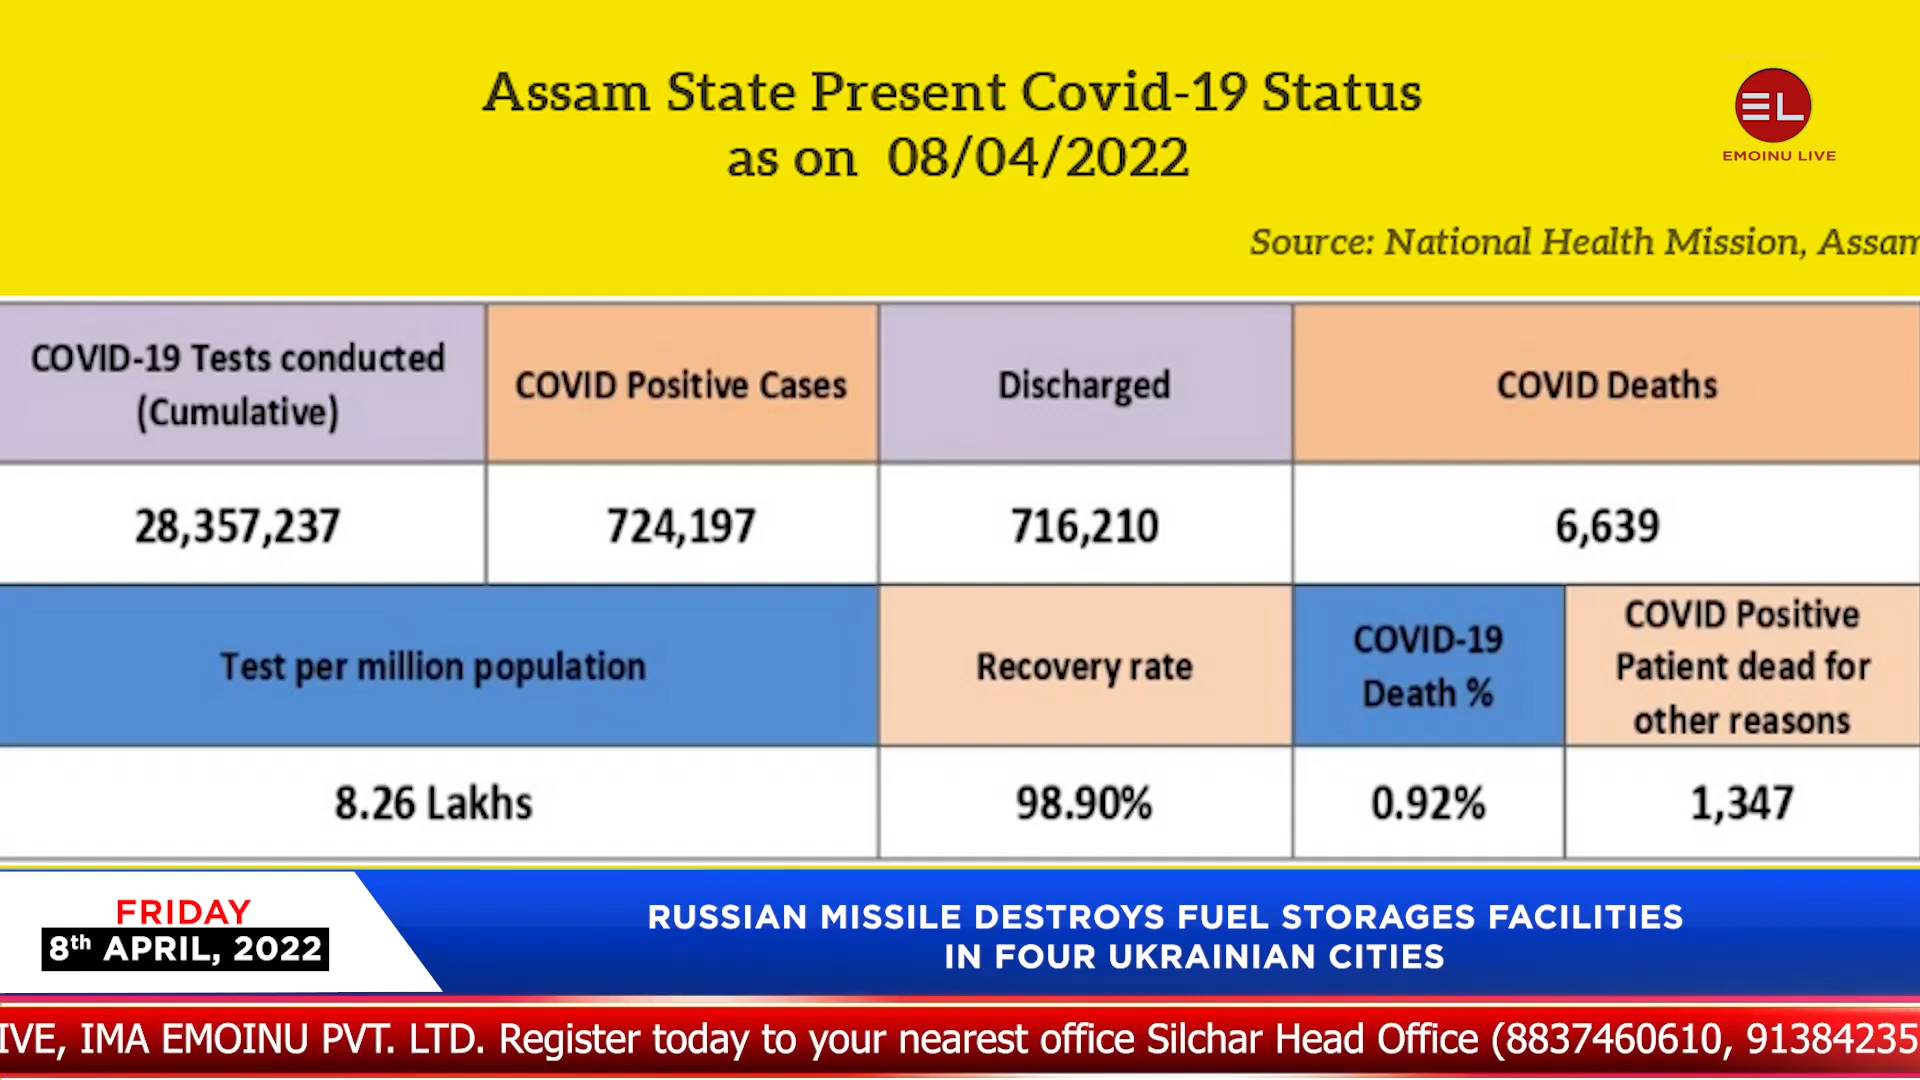 Assam State Present Covid-19 Status
as on 08/04/2022
EL
EMOINU LIVE
Source: National Health Mission, Assam
COVID-19 Tests conducted
(Cumulative)
COVID Positive Cases
Discharged
COVID Deaths
28,357,237
724,197
716,210
6,639
Test per million population
Recovery rate
COVID-19
Death %
COVID Positive
Patient dead for
other reasons
8.26 Lakhs
98.90%
0.92%
1,347
FRIDAY
8th APRIL, 2022
RUSSIAN MISSILE DESTROYS FUEL STORAGES FACILITIES
IN FOUR UKRAINIAN CITIES
IVE, IMA EMOINU PVT. LTD. Register today to your nearest office Silchar Head Office (8837460610, 91384235